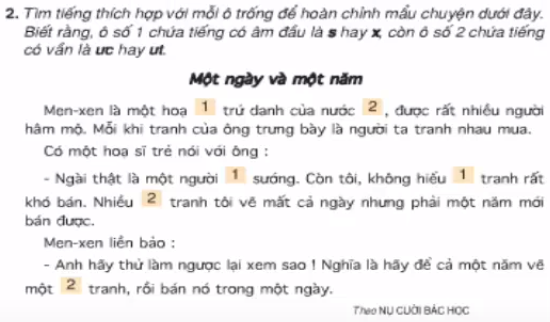 2. Tìm tiếng thích hợp với mỗi ô trống để hoàn chỉnh mẩu chuyện dưới đây.
Biết rằng, ô số 1 chứa tiếng có âm đầu là s hay x, còn ô số 2 chứa tiếng
có vần là ưc hay ưt.
Một ngày và một năm
Men-xen là một hoạ 1 trứ danh của nước 2 , được rất nhiều người
hâm mộ. Mỗi khi tranh của ông trưng bày là người ta tranh nhau mua.
Có một hoạ sĩ trẻ nói với ông :
- Ngài thật là một người 1 sướng. Còn tôi, không hiểu 1 tranh rất
khó bán. Nhiều 2 tranh tôi vẽ mất cả ngày nhưng phải một năm mới
bán được.
Men-xen liền bảo :
- Anh hãy thử làm ngược lại xem sao ! Nghĩa là hãy để cả một năm vẽ
một 2 tranh, rồi bán nó trong một ngày.
Theo NỤ CƯỜI BÁC HỌC